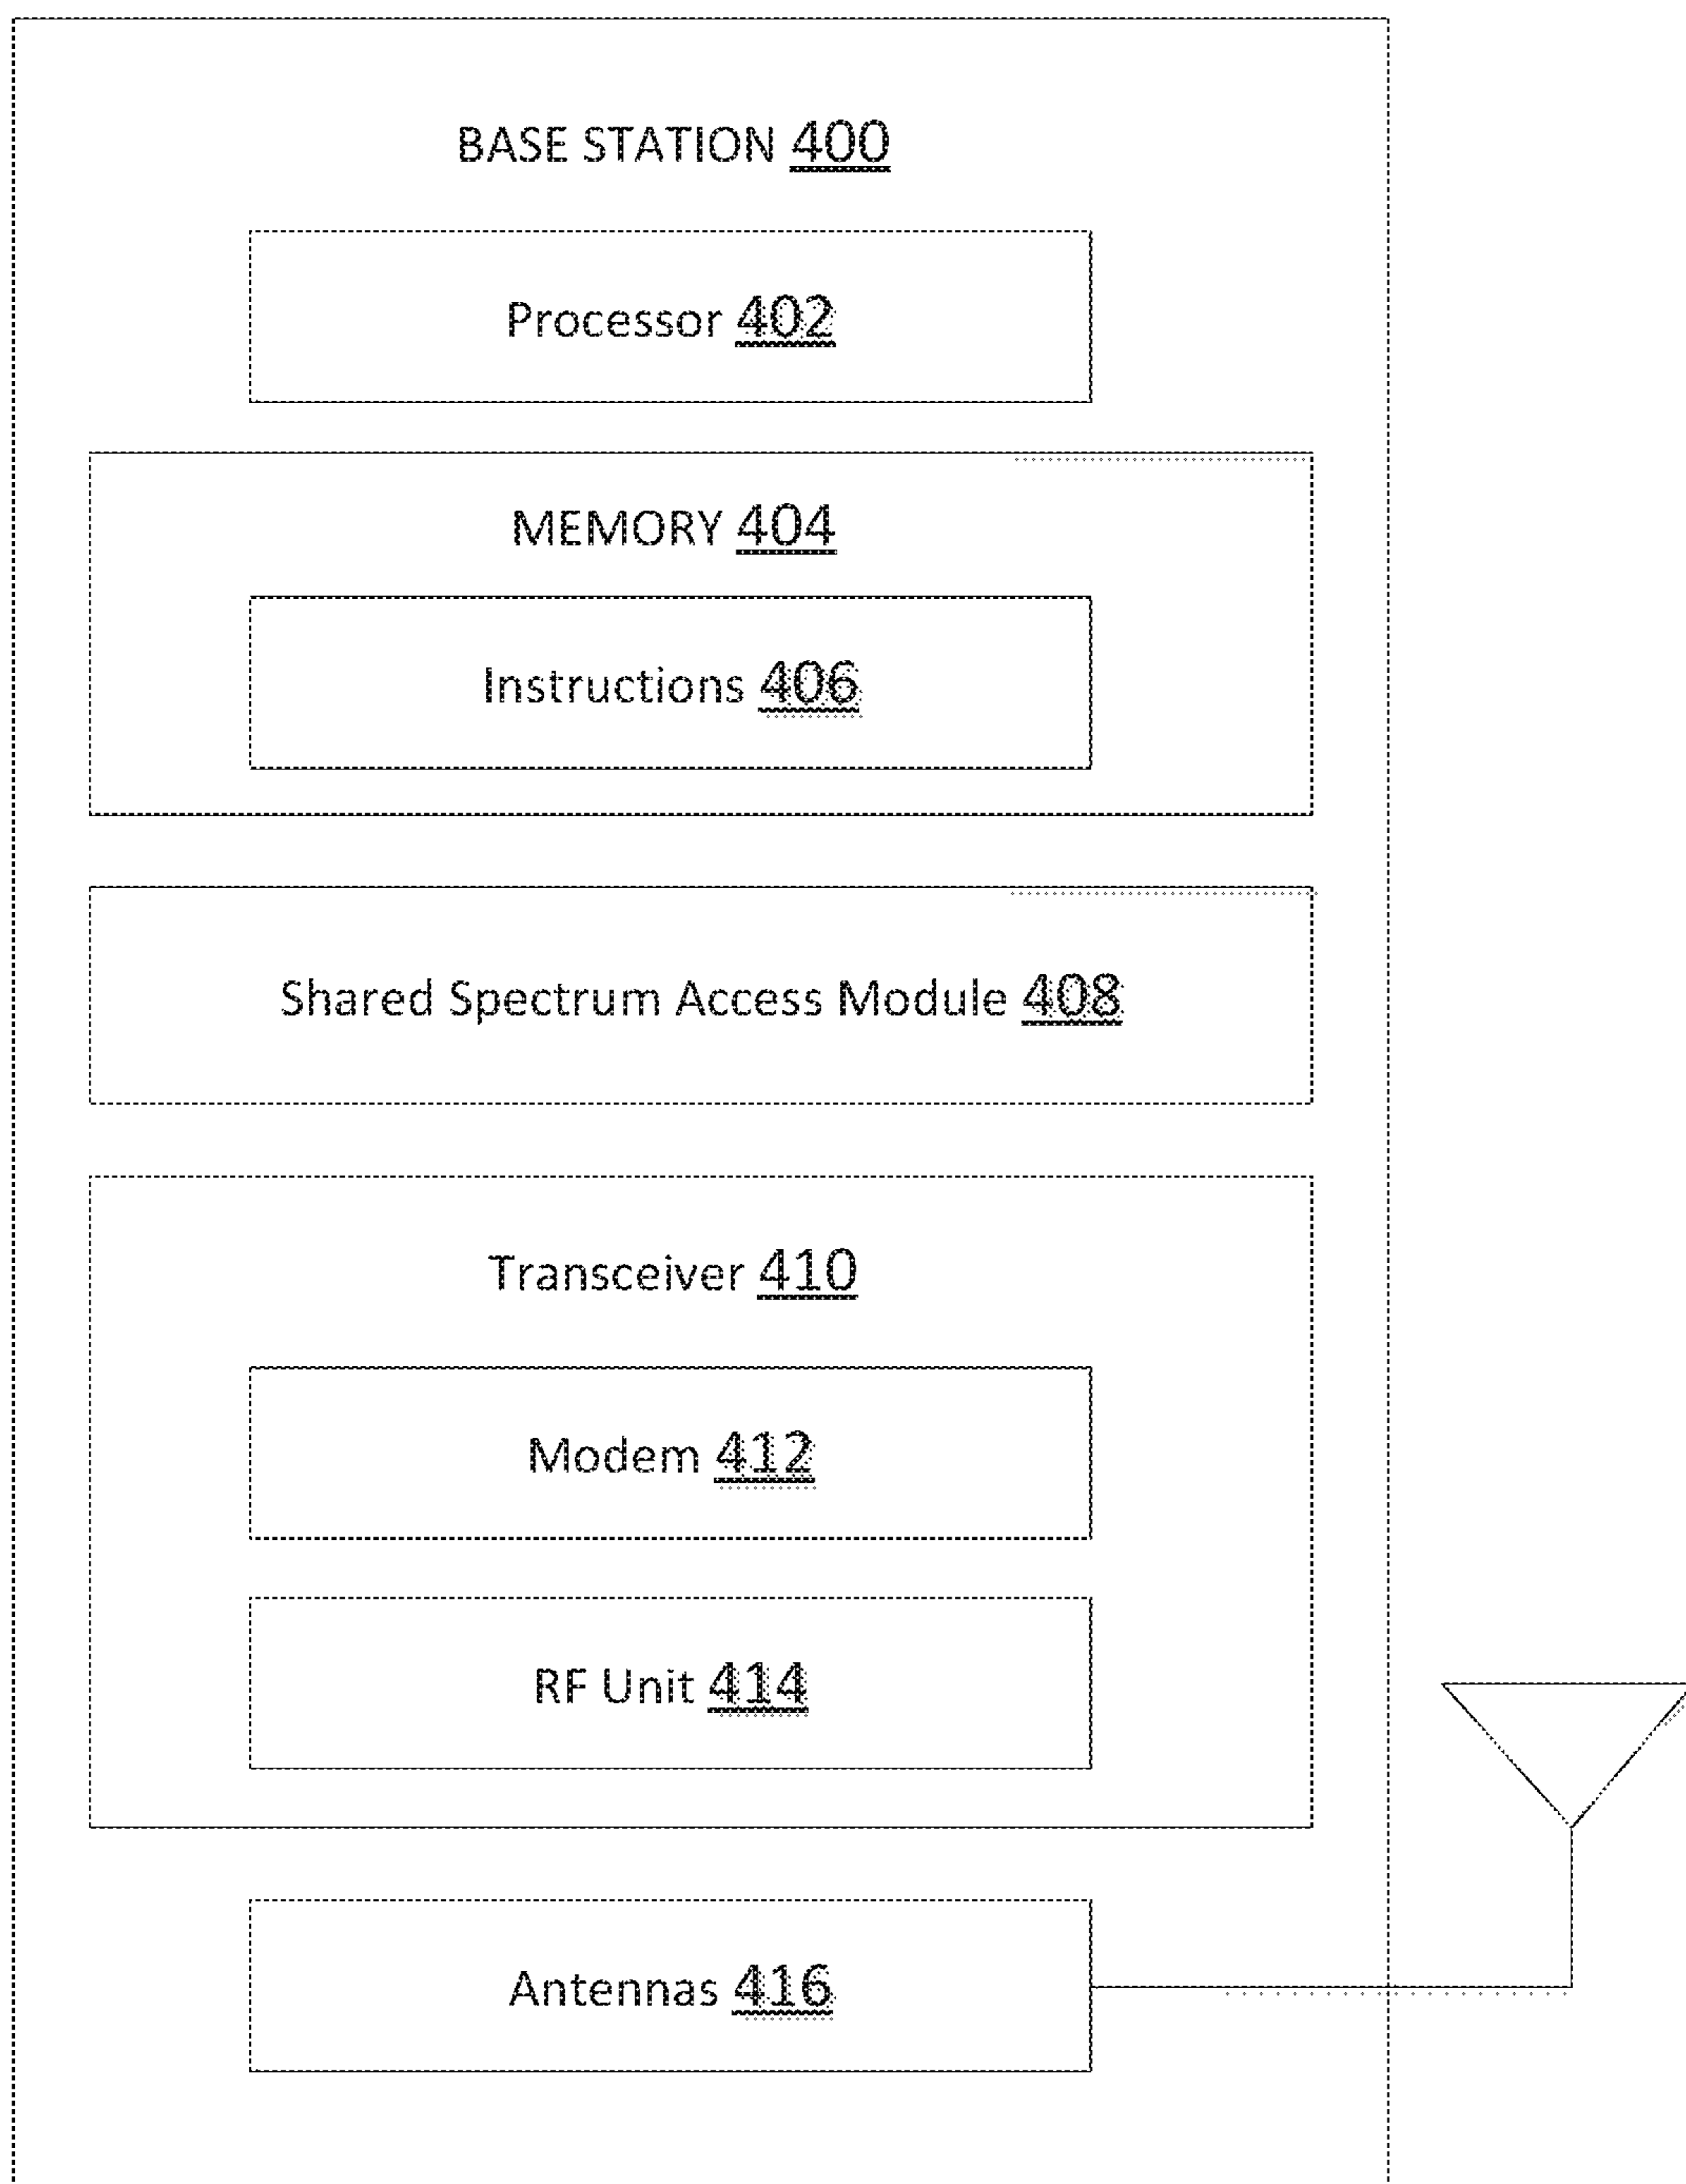 BASE STATION 400
Processor 402
MEMORY 404
Instructions 406
Shared Spectrum Access Module 408
Transceiver 410
Modem 412
RF Unit 414
Antennas 416